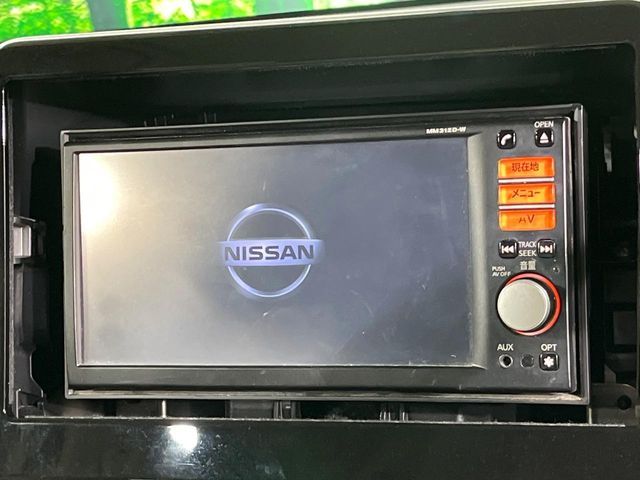 MM312D-W
OPEN
現在地
メニュー
AV
NISSAN
TRACK
SEEK
音量
PUSH
AV OFF
AUX
OPT